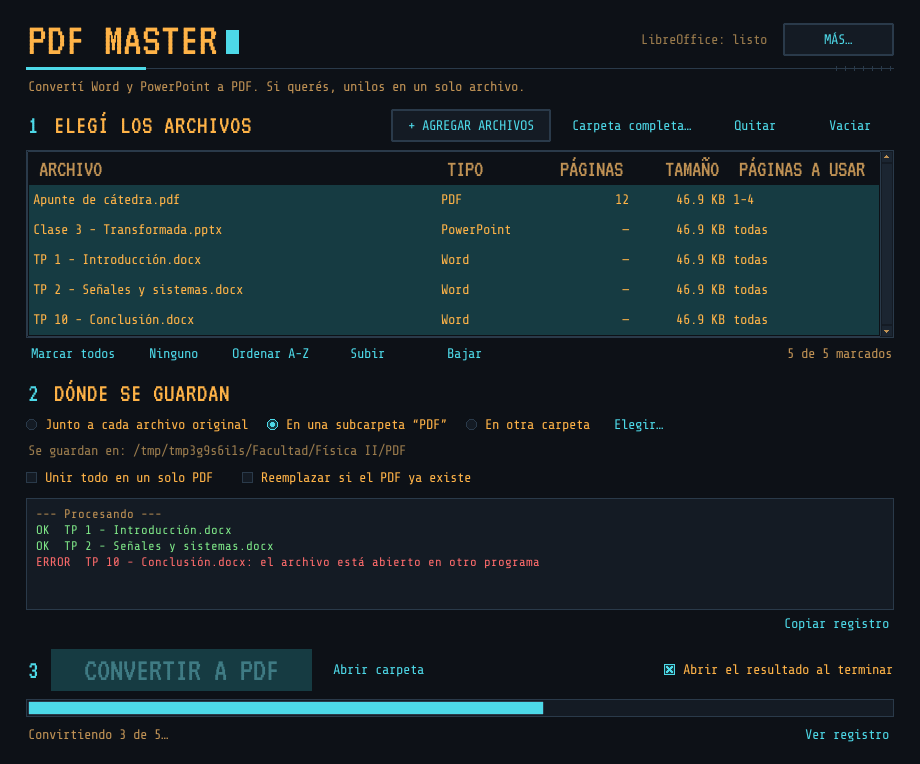 PDF MASTER
LibreOffice: listo
MÁS…
Convertí Word y PowerPoint a PDF. Si querés, unilos en un solo archivo.
1 ELEGÍ LOS ARCHIVOS
+ AGREGAR ARCHIVOS Carpeta completa… Quitar Vaciar
ARCHIVO TIPO PÁGINAS TAMAÑO PÁGINAS A USAR
Apunte de cátedra.pdf PDF 12 46.9 KB 1-4
Clase 3 - Transformada.pptx PowerPoint — 46.9 KB todas
TP 1 - Introducción.docx Word — 46.9 KB todas
TP 2 - Señales y sistemas.docx Word — 46.9 KB todas
TP 10 - Conclusión.docx Word — 46.9 KB todas
Marcar todos Ninguno Ordenar A-Z Subir Bajar 5 de 5 marcados
2 DÓNDE SE GUARDAN
Junto a cada archivo original En una subcarpeta “PDF” En otra carpeta Elegir…
Se guardan en: /tmp/tmp3g9s6i1s/Facultad/Física II/PDF
Unir todo en un solo PDF Reemplazar si el PDF ya existe
--- Procesando ---
OK TP 1 - Introducción.docx
OK TP 2 - Señales y sistemas.docx
ERROR TP 10 - Conclusión.docx: el archivo está abierto en otro programa
Copiar registro
3 CONVERTIR A PDF Abrir carpeta Abrir el resultado al terminar
Convirtiendo 3 de 5…
Ver registro